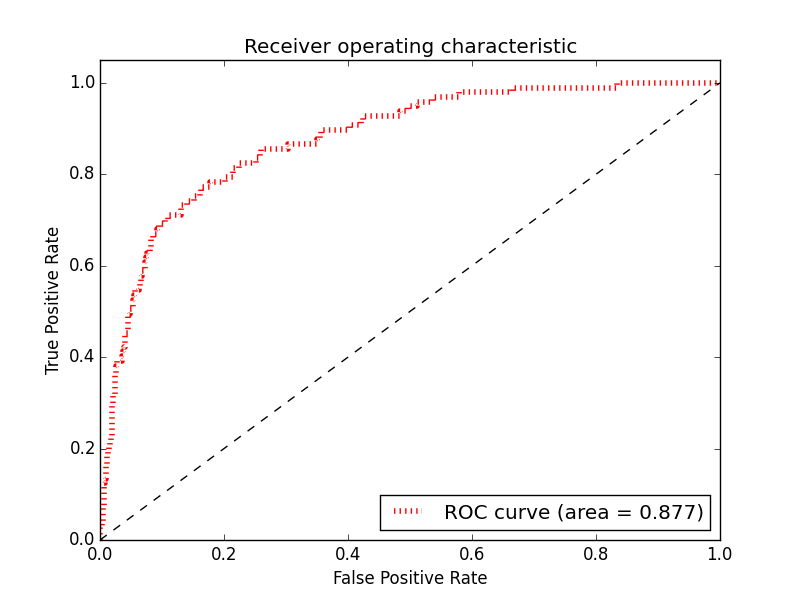 Receiver operating characteristic
True Positive Rate
1.0
0.8
0.6
0.4
0.2
0.0
ROC curve (area = 0.877)
0.0 0.2 0.4 0.6 0.8 1.0
False Positive Rate